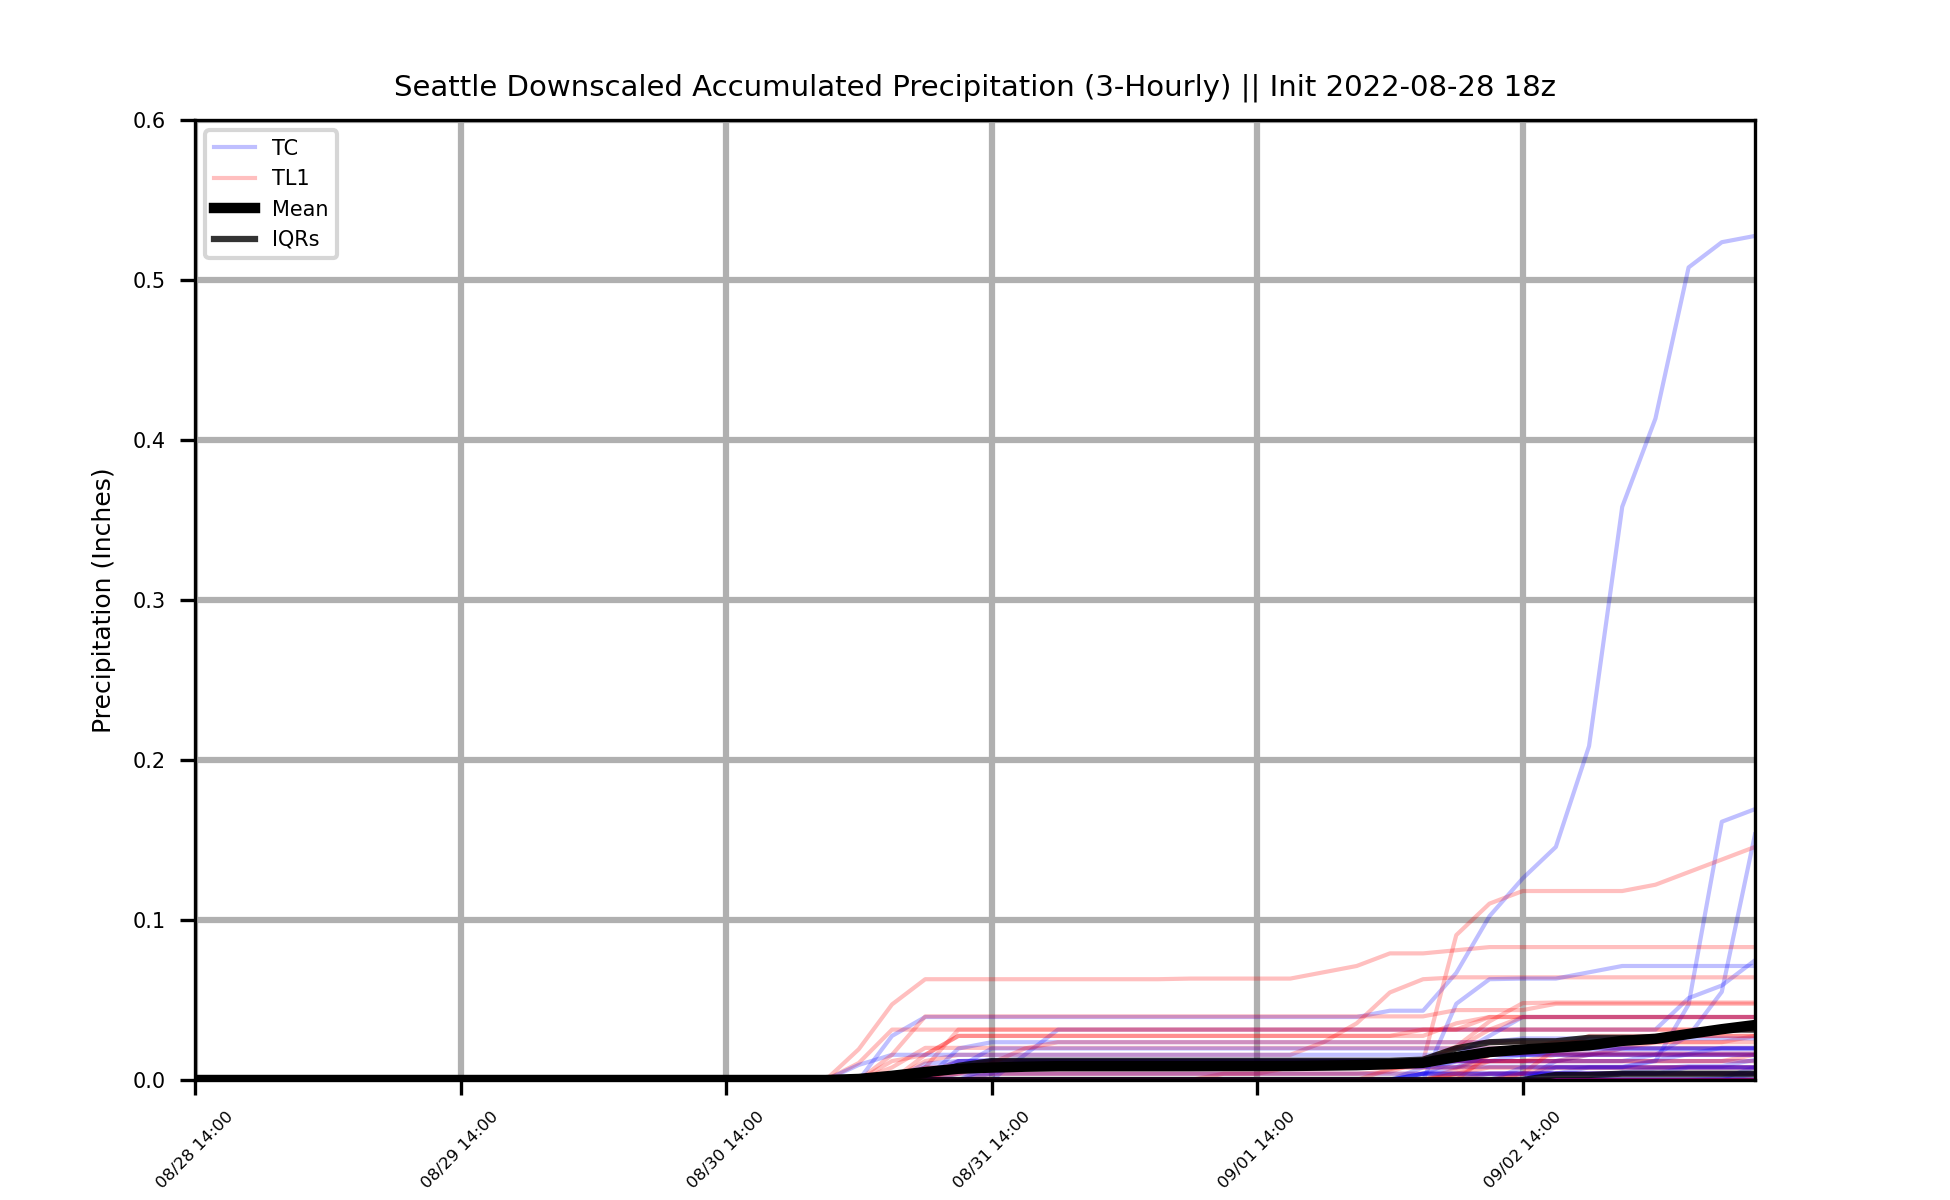 Seattle Downscaled Accumulated Precipitation (3-Hourly) || Init 2022-08-28 18z
TC
TL1
Mean
IQRs
Precipitation (Inches)
0.6
0.5
0.4
0.3
0.2
0.1
0.0
08/28 14:00
08/29 14:00
08/30 14:00
08/31 14:00
09/01 14:00
09/02 14:00